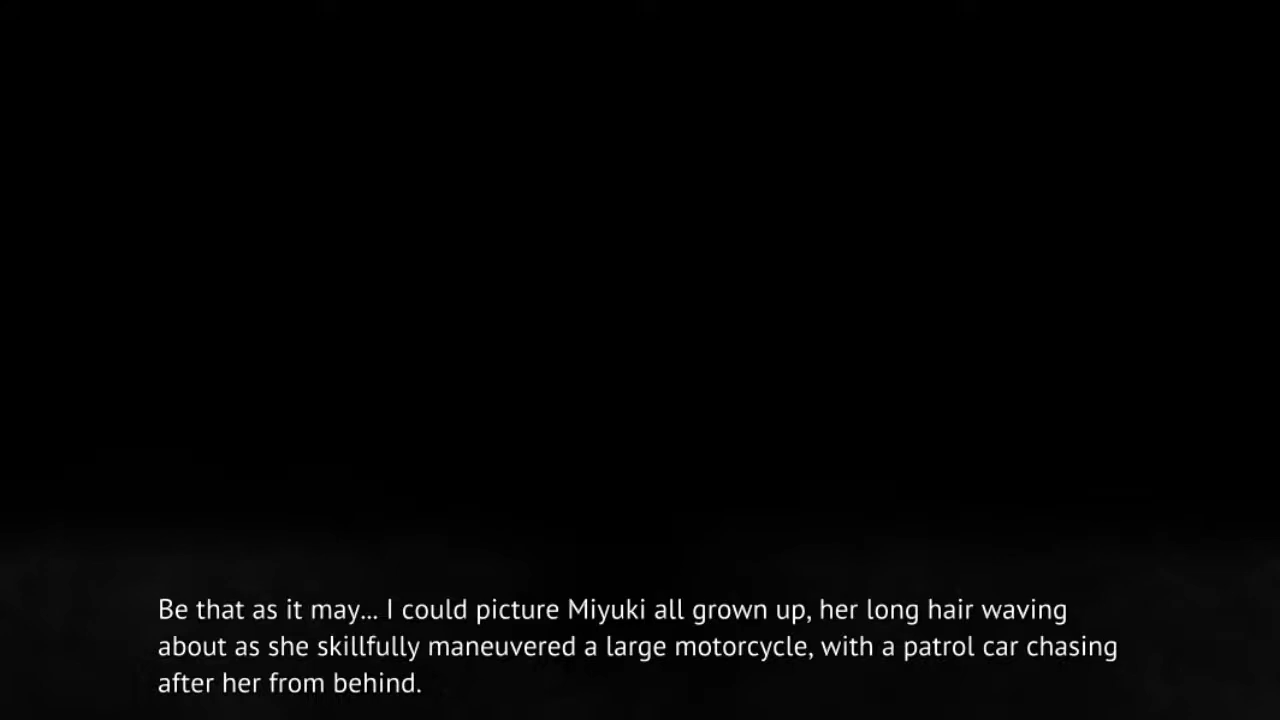 Be that as it may... I could picture Miyuki all grown up, her long hair waving
about as she skillfully maneuvered a large motorcycle, with a patrol car chasing
after her from behind.